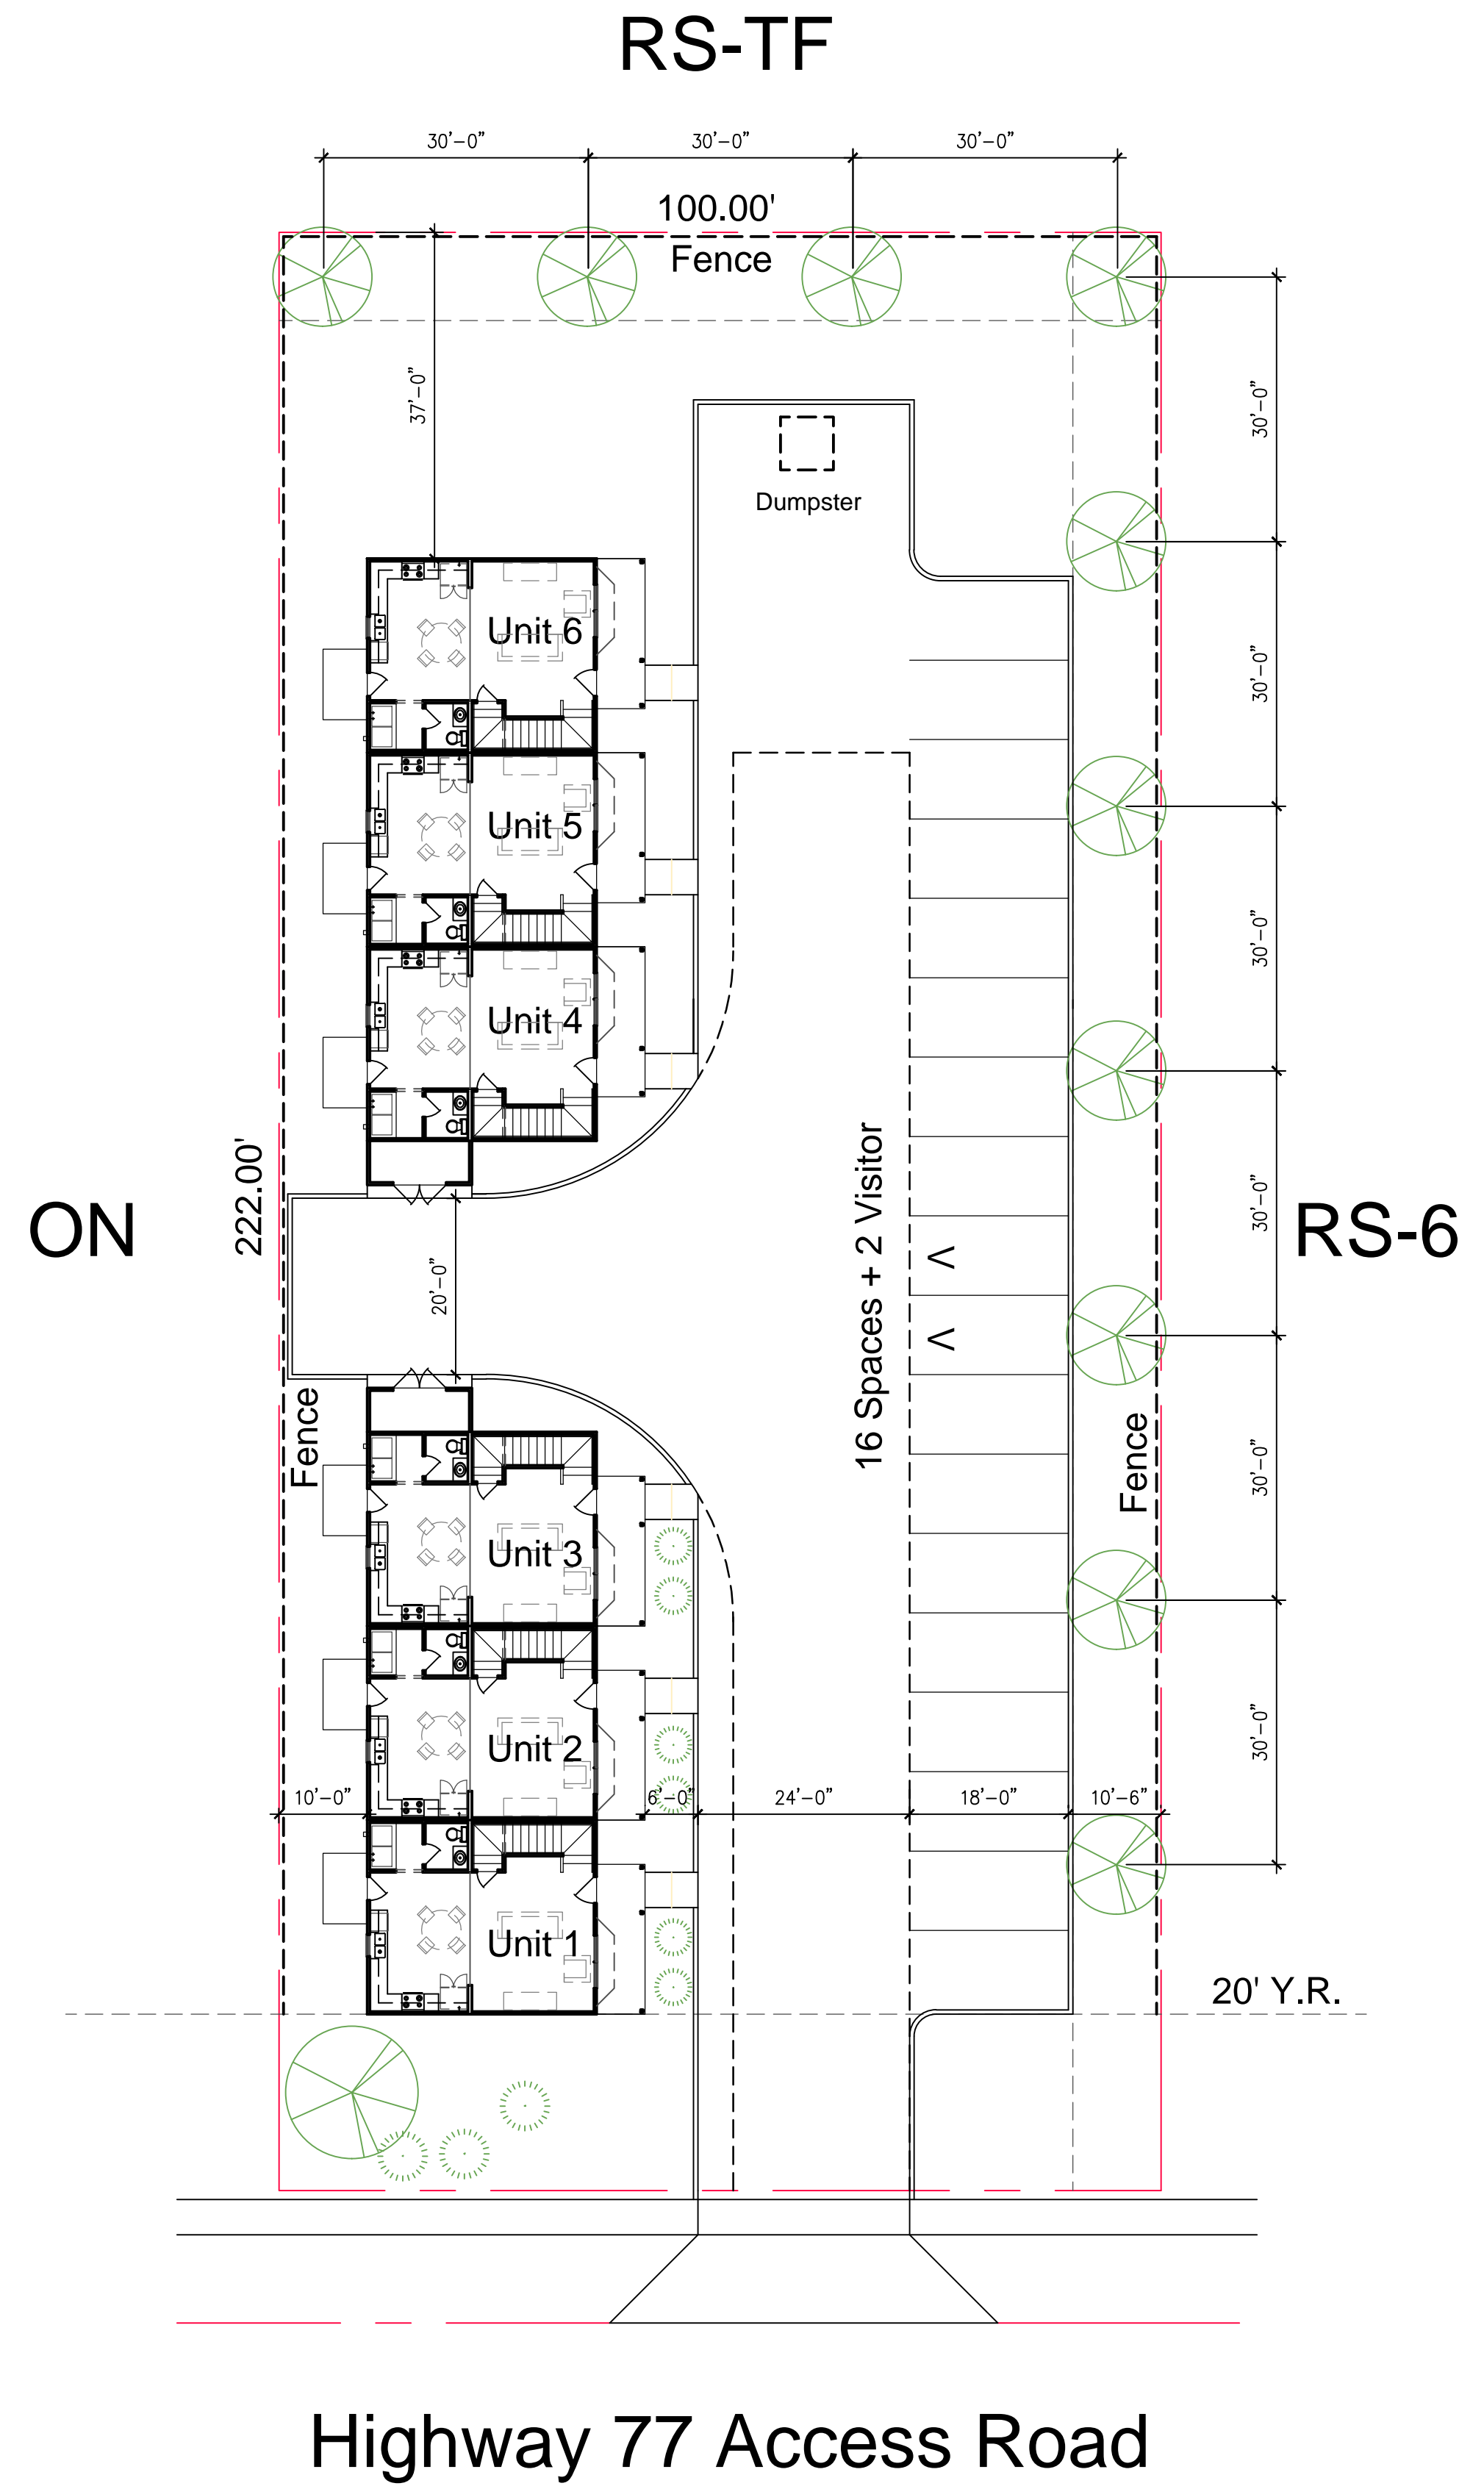 RS-TF
30'-0"
30'-0"
30'-0"
100.00'
Fence
37'-0"
30'-0"
Dumpster
Unit 6
30'-0"
Unit 5
30'-0"
Unit 4
222.00'
16 Spaces + 2 Visitor
30'-0"
ON
RS-6
V
20'-0"
V
Fence
Fence
30'-0"
Unit 3
Unit 2
30'-0"
10'-0"
6'-0"
24'-0"
18'-0"
10'-6"
Unit 1
20' Y.R.
Highway 77 Access Road